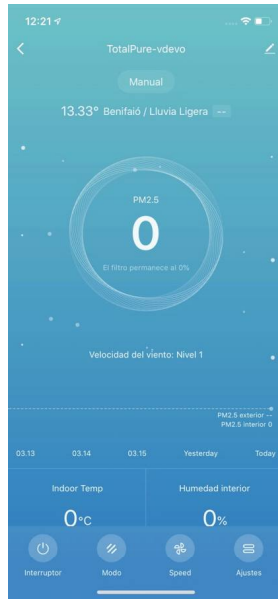 12:21
TotalPure-vdevo
Manual
13.33° Benifaió / Lluvia Ligera --
PM2.5
0
El filtro permanece al 0%
Velocidad del viento: Nivel 1
PM2.5 exterior --
PM2.5 interior 0
03.13 03.14 03.15 Yesterday Today
Indoor Temp Humedad interior
0°C 0%
Interruptor Modo Speed Ajustes